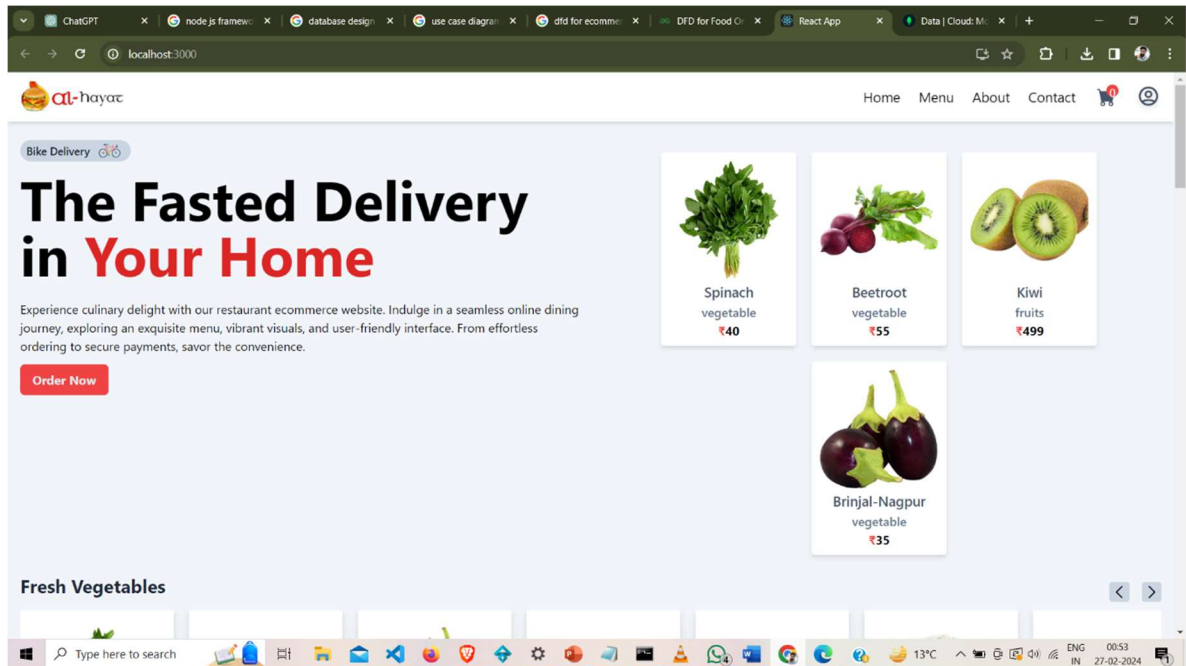 ChatGPT
node js framewo
database design
use case diagram
dfd for ecommer
DFD for Food Or
React App
Data | Cloud: Mo
localhost:3000
al-hayat
Home Menu About Contact 0
Bike Delivery
The Fasted Delivery
in Your Home
Experience culinary delight with our restaurant ecommerce website. Indulge in a seamless online dining
journey, exploring an exquisite menu, vibrant visuals, and user-friendly interface. From effortless
ordering to secure payments, savor the convenience.
Order Now
Spinach
vegetable
₹40
Beetroot
vegetable
₹55
Kiwi
fruits
₹499
Brinjal-Nagpur
vegetable
₹35
Fresh Vegetables
Type here to search
4
13°C
ENG
IN
00:53
27-02-2024
1